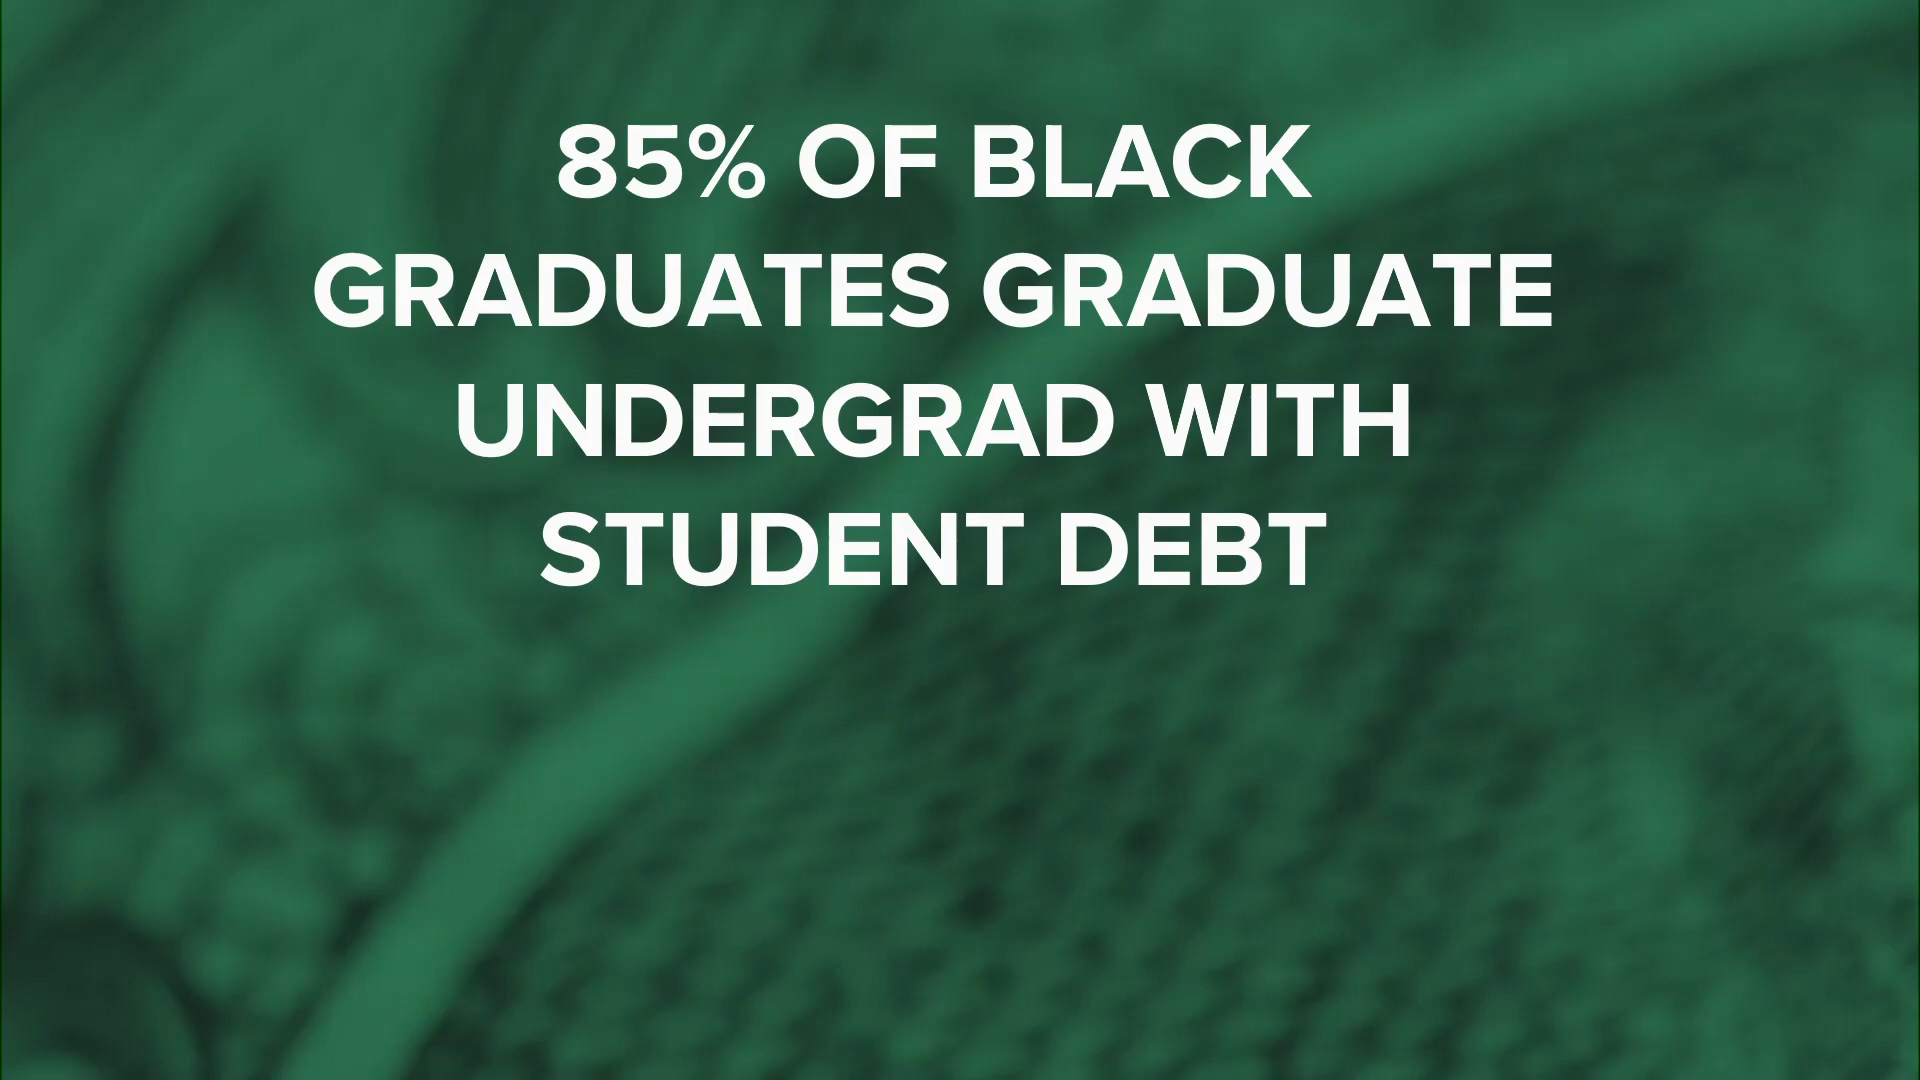 85% OF BLACK
GRADUATES GRADUATE
UNDERGRAD WITH
STUDENT DEBT